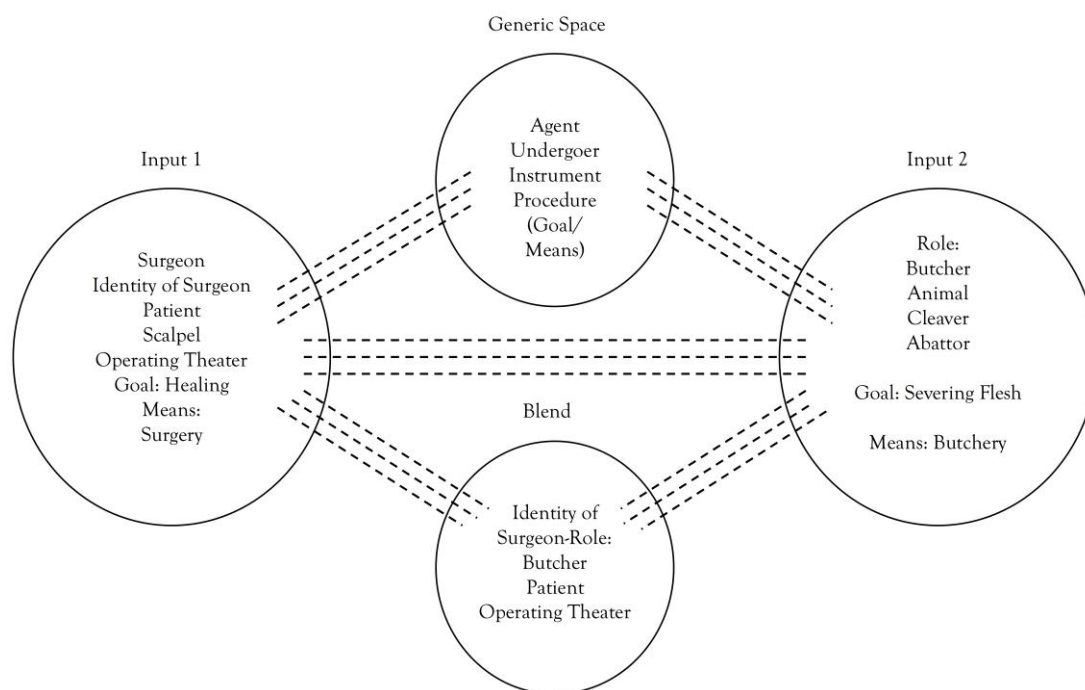 Generic Space
Agent
Undergoer
Instrument
Procedure
(Goal/
Means)
Input 1
Surgeon
Identity of Surgeon
Patient
Scalpel
Operating Theater
Goal: Healing
Means:
Surgery
Input 2
Role:
Butcher
Animal
Cleaver
Abattor
Goal: Severing Flesh
Means: Butchery
Blend
Identity of
Surgeon-Role:
Butcher
Patient
Operating Theater